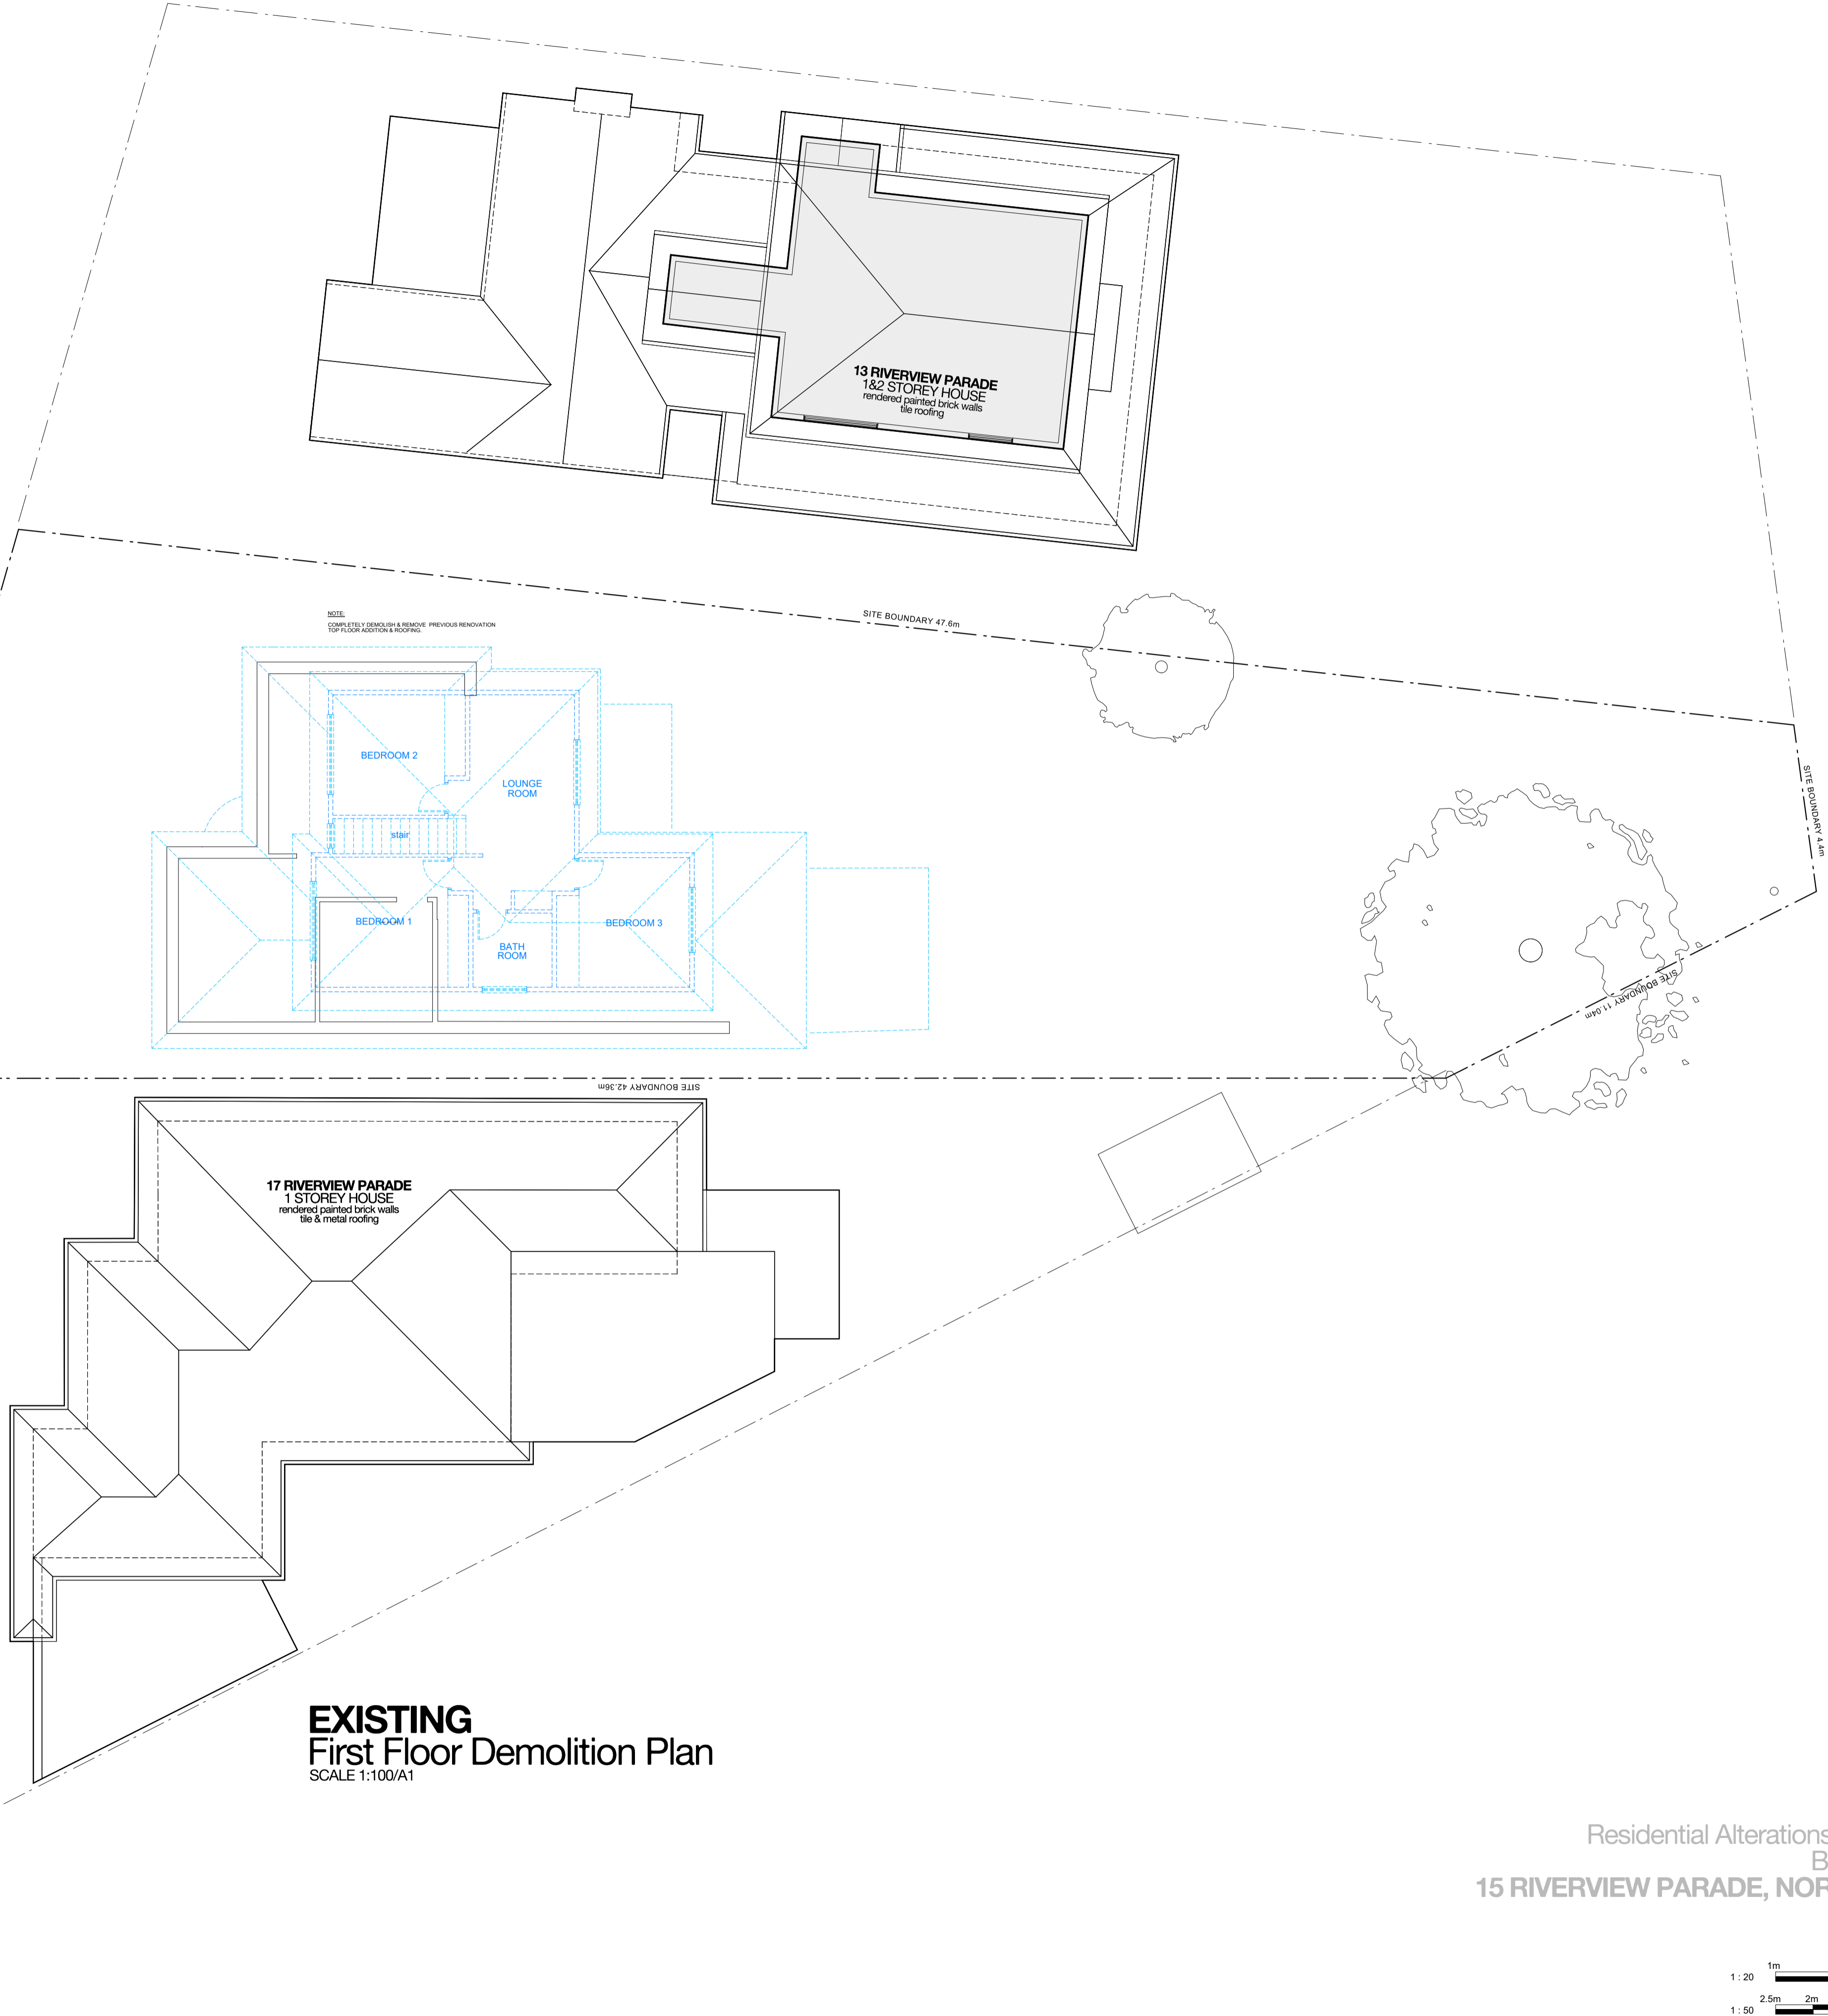 13 RIVERVIEW PARADE
1&2 STOREY HOUSE
rendered painted brick walls
tile roofing
NOTE:
COMPLETELY DEMOLISH & REMOVE PREVIOUS RENOVATION
TOP FLOOR ADDITION & ROOFING.
SITE BOUNDARY 47.6m
BEDROOM 2
LOUNGE
ROOM
stair
BEDROOM 1
BATH
ROOM
BEDROOM 3
SITE BOUNDARY 4.4m
SITE BOUNDARY 11.04m
SITE BOUNDARY 42.36m
17 RIVERVIEW PARADE
1 STOREY HOUSE
rendered painted brick walls
tile & metal roofing
EXISTING
First Floor Demolition Plan
SCALE 1:100/A1
Residential Alterations
B
15 RIVERVIEW PARADE, NOR
1m
1 : 20
2.5m 2m
1 : 50